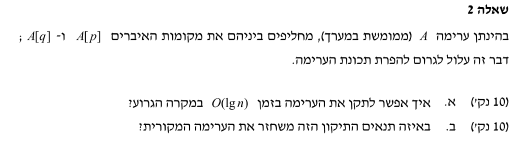 שאלה 2
בהינתן ערימה A (ממומשת במערך), מחליפים ביניהם את מקומות האיברים A[p] ו- A[q] ;
דבר זה עלול לגרום להפרת תכונת הערימה.
(10 נק') א. איך אפשר לתקן את הערימה בזמן O(lg n) במקרה הגרוע?
(10 נק') ב. באיזה תנאים התיקון הזה משחזר את הערימה המקורית?